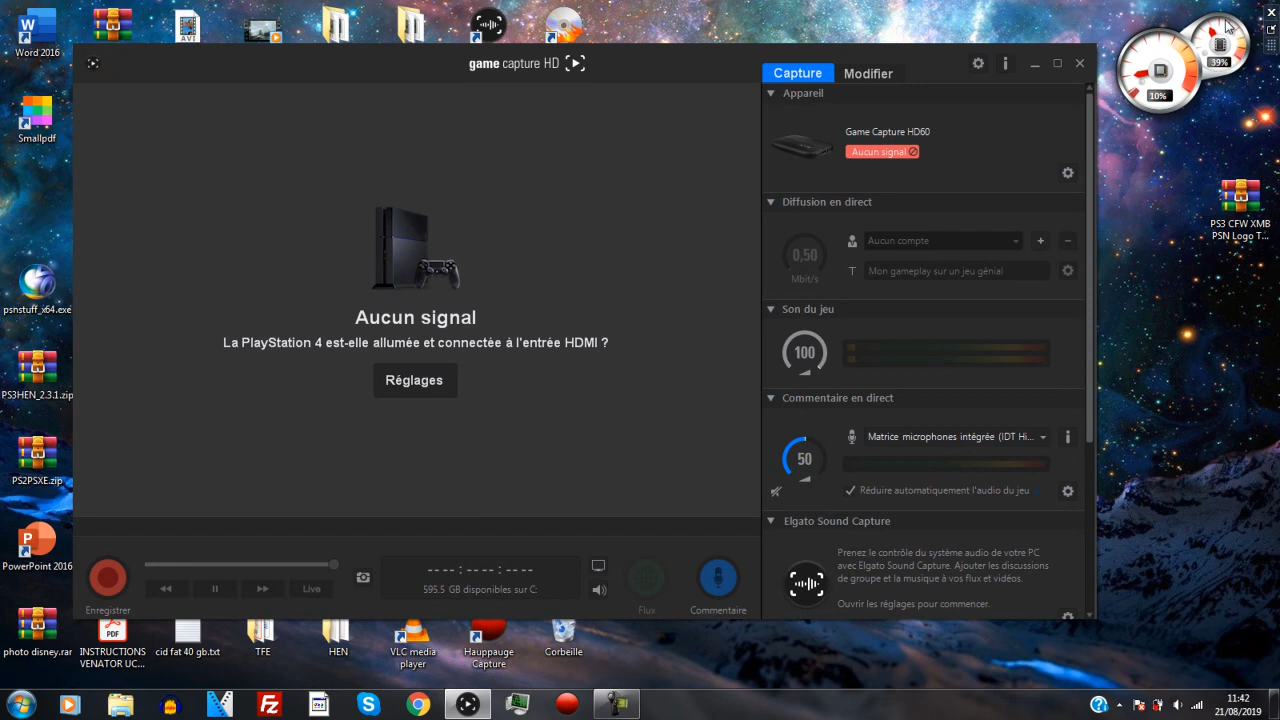 Word 2016
AVI
game capture HD
Capture
Modifier
Appareil
Game Capture HD60
Aucun signal
Diffusion en direct
0,50
Mbit/s
Aucun compte
T
Mon gameplay sur un jeu génial
Son du jeu
100
Commentaire en direct
50
Matrice microphones intégrée (IDT Hi...
Réduire automatiquement l'audio du jeu
Elgato Sound Capture
Prenez le contrôle du système audio de votre PC
avec Elgato Sound Capture. Ajouter les discussions
de groupe et la musique à vos flux et vidéos.
Ouvrir les réglages pour commencer.
Aucun signal
La PlayStation 4 est-elle allumée et connectée à l'entrée HDMI ?
Réglages
Enregistrer
Live
-- -- : -- -- : -- --
595.5 GB disponibles sur C:
Flux
Commentaire
39%
10%
PS3 CFW XMB
PSN Logo T...
Smallpdf
psnstuff_x64.exe
PS3HEN_2.3.1.zip
PS2PSXE.zip
PowerPoint 2016
photo disney.rar
PDF
INSTRUCTIONS
VENATOR UC...
cid fat 40 gb.txt
TFE
HEN
VLC media
player
Hauppauge
Capture
Corbeille
11:42
21/08/2019